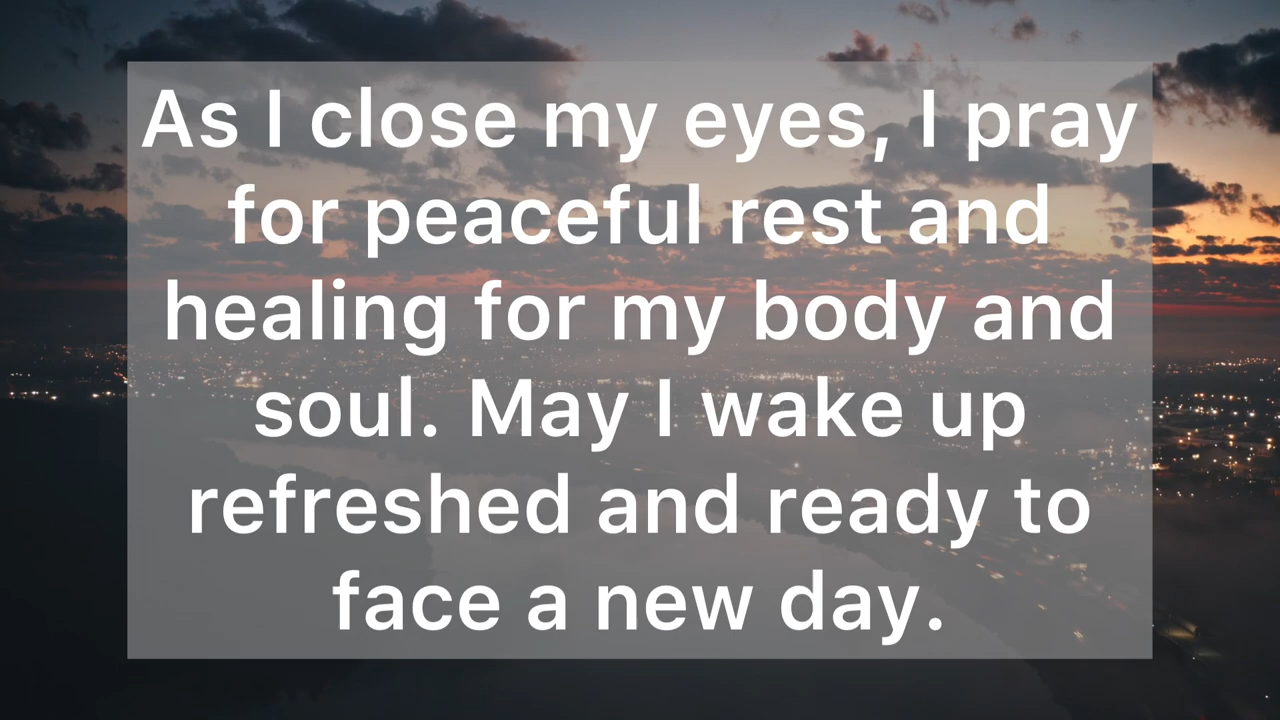 As I close my eyes, I pray
for peaceful rest and
healing for my body and
soul. May I wake up
refreshed and ready to
face a new day.